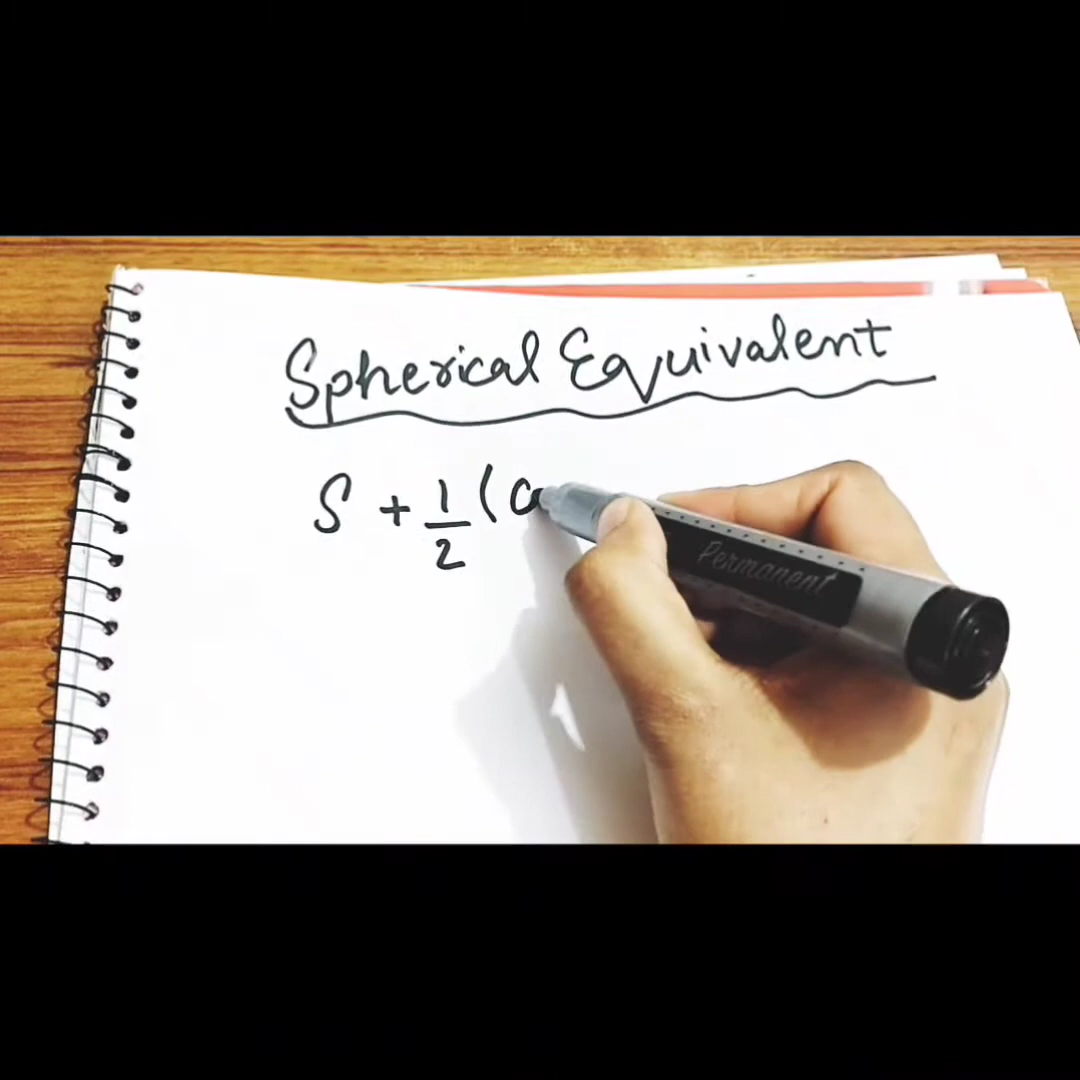 Spherical Equivalent
S + 1/2 (C
Permanent